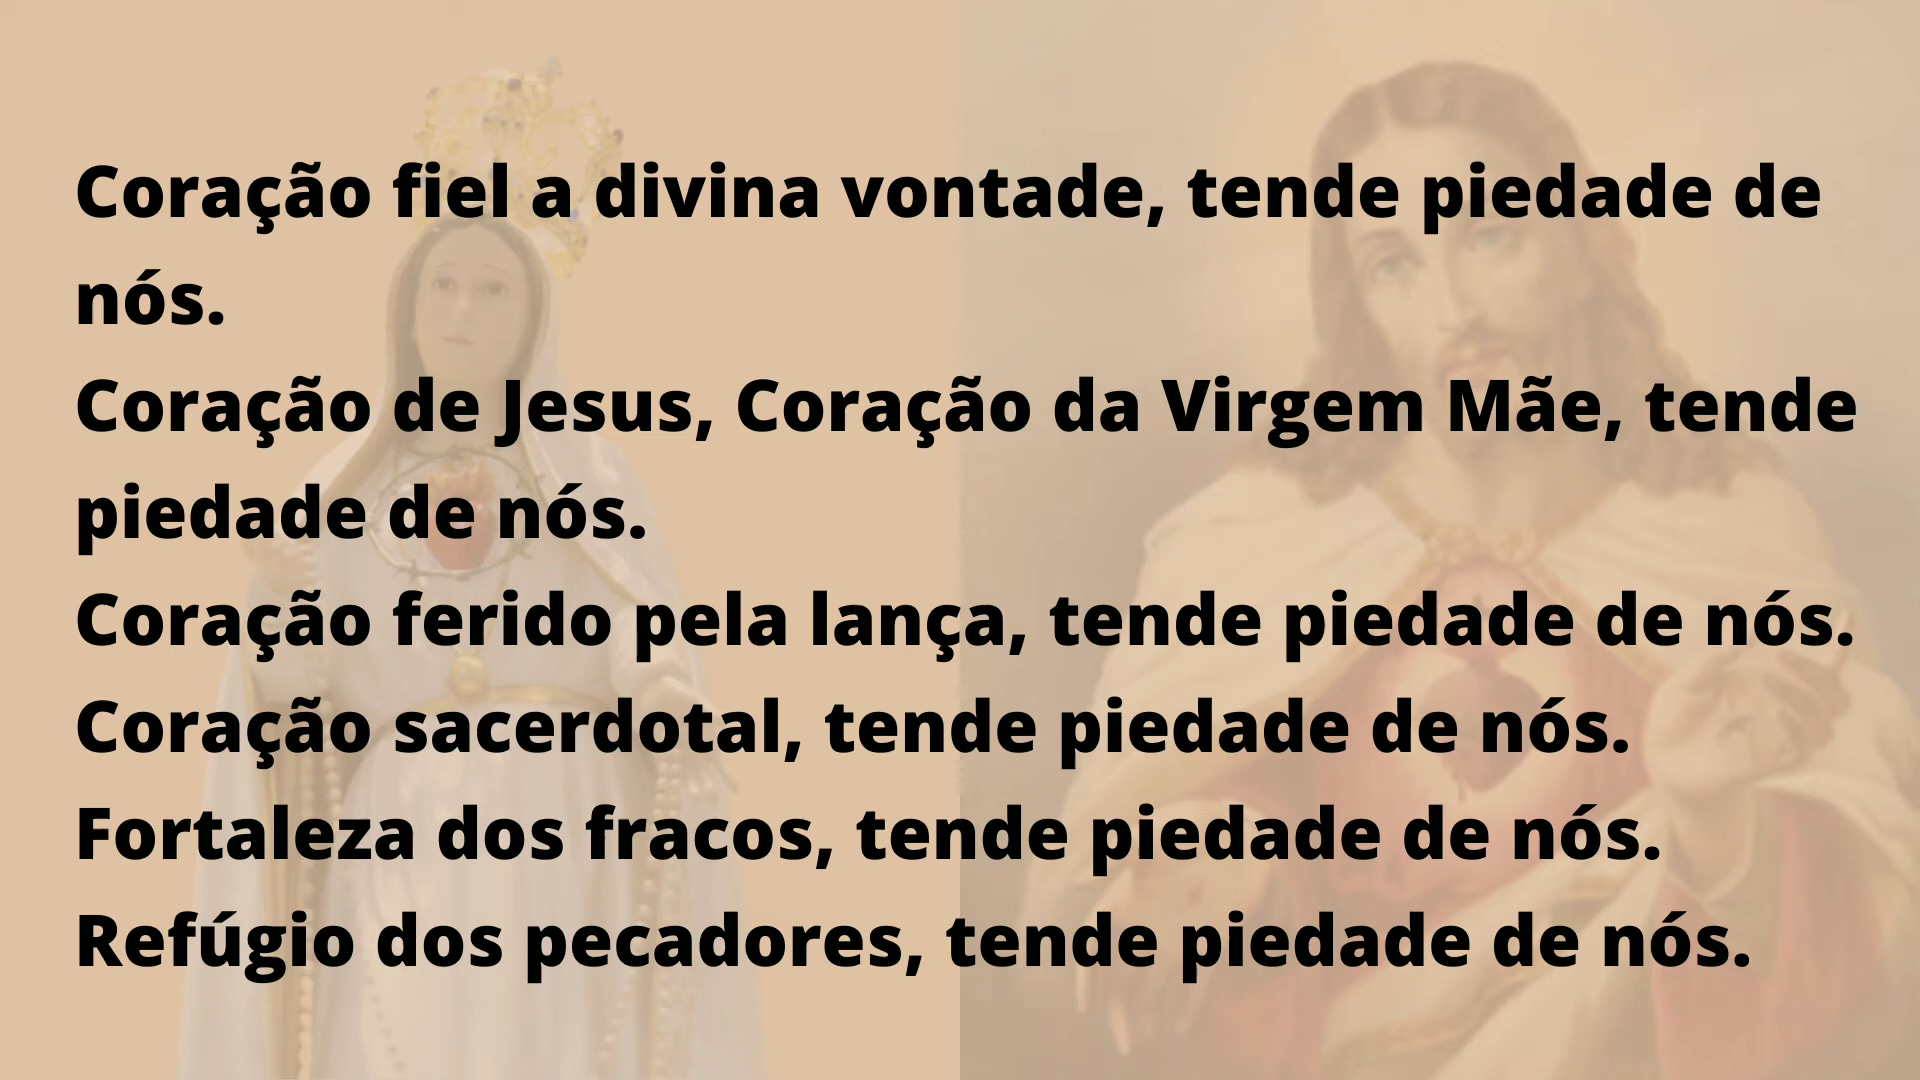 Coração fiel a divina vontade, tende piedade de
nós.
Coração de Jesus, Coração da Virgem Mãe, tende
piedade de nós.
Coração ferido pela lança, tende piedade de nós.
Coração sacerdotal, tende piedade de nós.
Fortaleza dos fracos, tende piedade de nós.
Refúgio dos pecadores, tende piedade de nós.